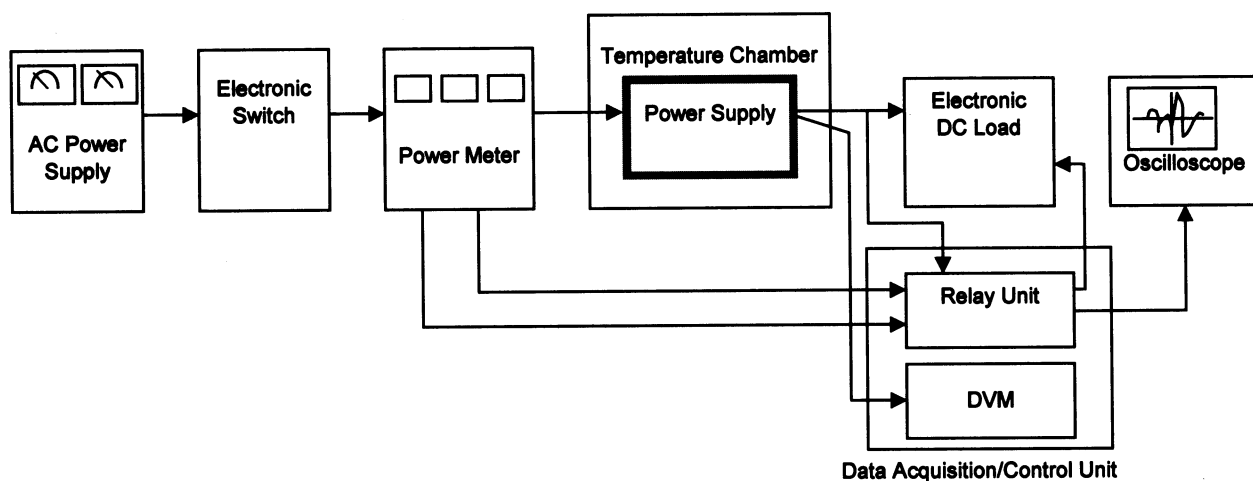 AC Power
Supply
Electronic
Switch
Power Meter
Temperature Chamber
Power Supply
Electronic
DC Load
Oscilloscope
Relay Unit
DVM
Data Acquisition/Control Unit